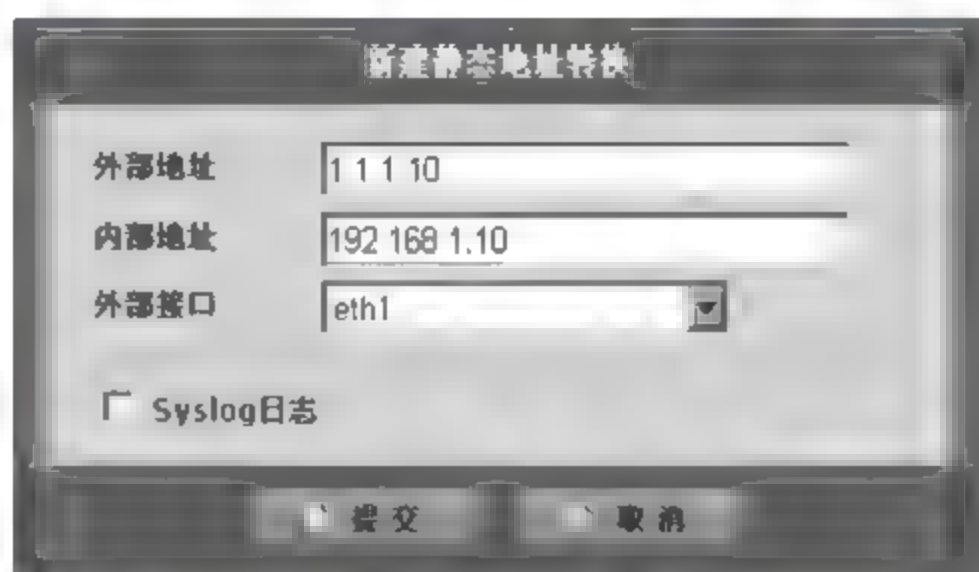 新建静态地址转换
外部地址
1 1 1 10
内部地址
192 168 1.10
外部接口
eth1
Syslog日志
提交
取消